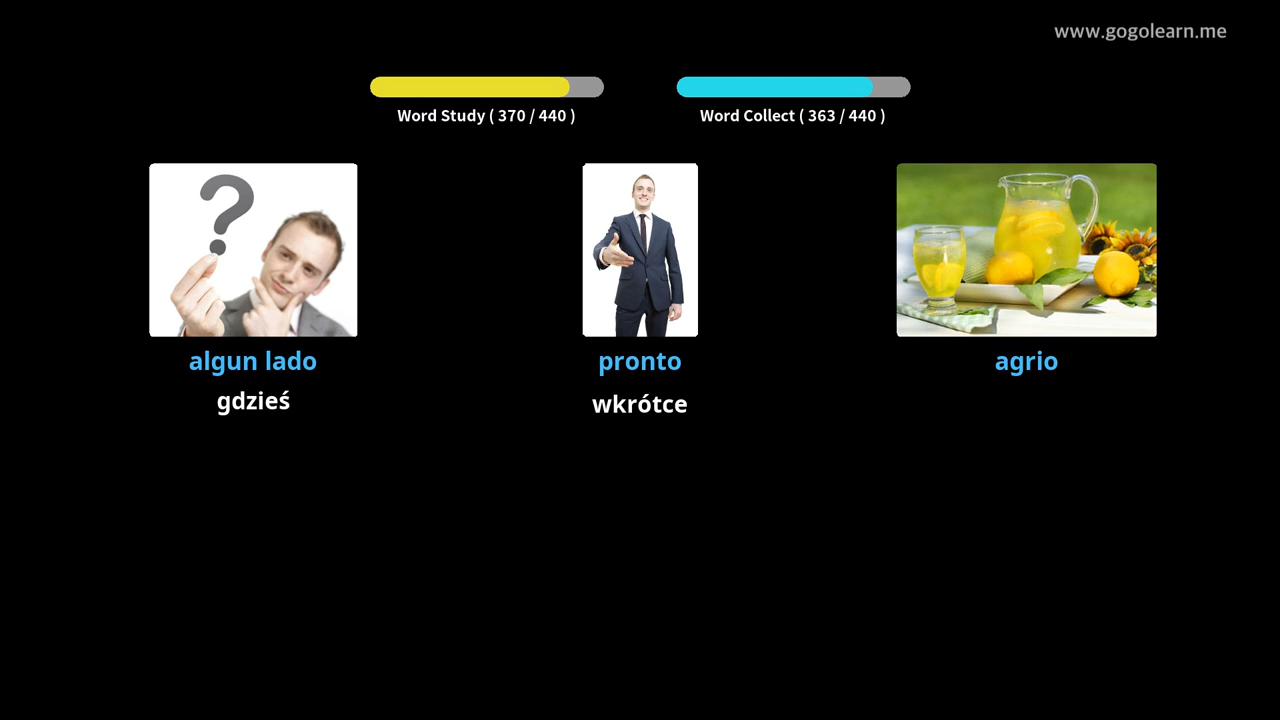 www.gogolearn.me
Word Study ( 370 / 440 )
Word Collect ( 363 / 440 )
algun lado
pronto
agrio
gdzieś
wkrótce